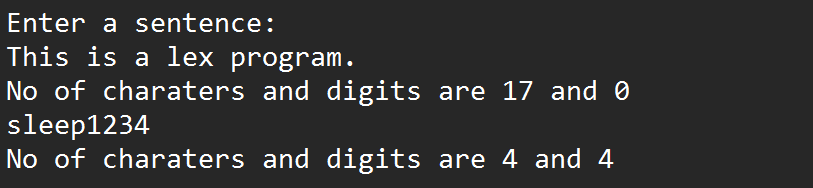 Enter a sentence:
This is a lex program.
No of charaters and digits are 17 and 0
sleep1234
No of charaters and digits are 4 and 4